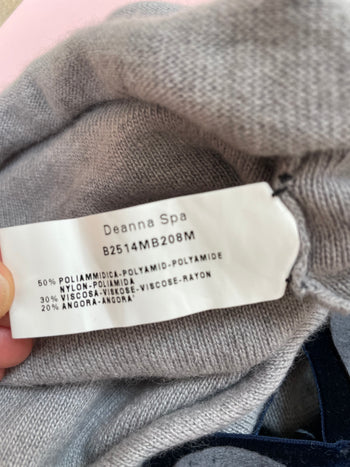 Deanna Spa
B2514MB208M
50% POLIAMMIDICA-POLYAMID-POLYAMIDE
NYLON-POLIAMIDA
30% VISCOSA-VISKOSE-VISCOSE-RAYON
20% ANGORA-ANGORA'